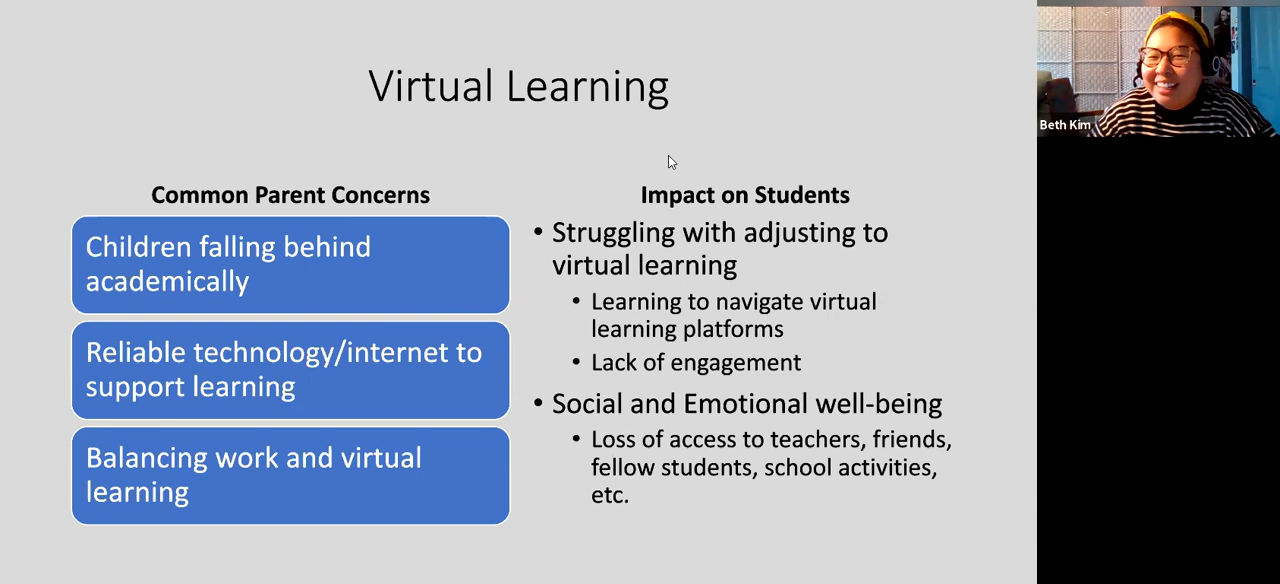 Virtual Learning
Common Parent Concerns
Children falling behind
academically
Reliable technology/internet to
support learning
Balancing work and virtual
learning
Impact on Students
• Struggling with adjusting to
virtual learning
• Learning to navigate virtual
learning platforms
• Lack of engagement
• Social and Emotional well-being
• Loss of access to teachers, friends,
fellow students, school activities,
etc.
Beth Kim